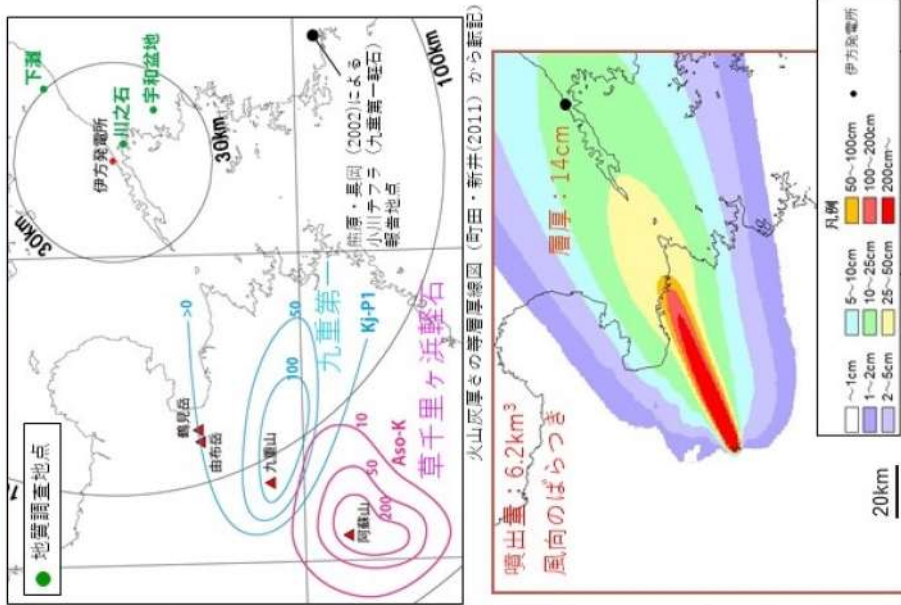 地質調査地点
下灘
伊方発電所
川之石
宇和盆地
30km
30km
100km
鶴見岳
由布岳
九重山
阿蘇山
>0
50
100
九重第一
Kj-P1
10
50
200
Aso-K
草千里ヶ浜軽石
熊原・長岡
(2002)による
小川テフラ(九重第一軽石)
報告地点
火山灰厚さの等層厚線図(町田・新井(2011)から転記)
噴出量:6.2km³
風向のばらつき
層厚:14cm
20km
凡例
~1cm
1~2cm
2~5cm
5~10cm
10~25cm
25~50cm
50~100cm
100~200cm
200cm~
伊方発電所